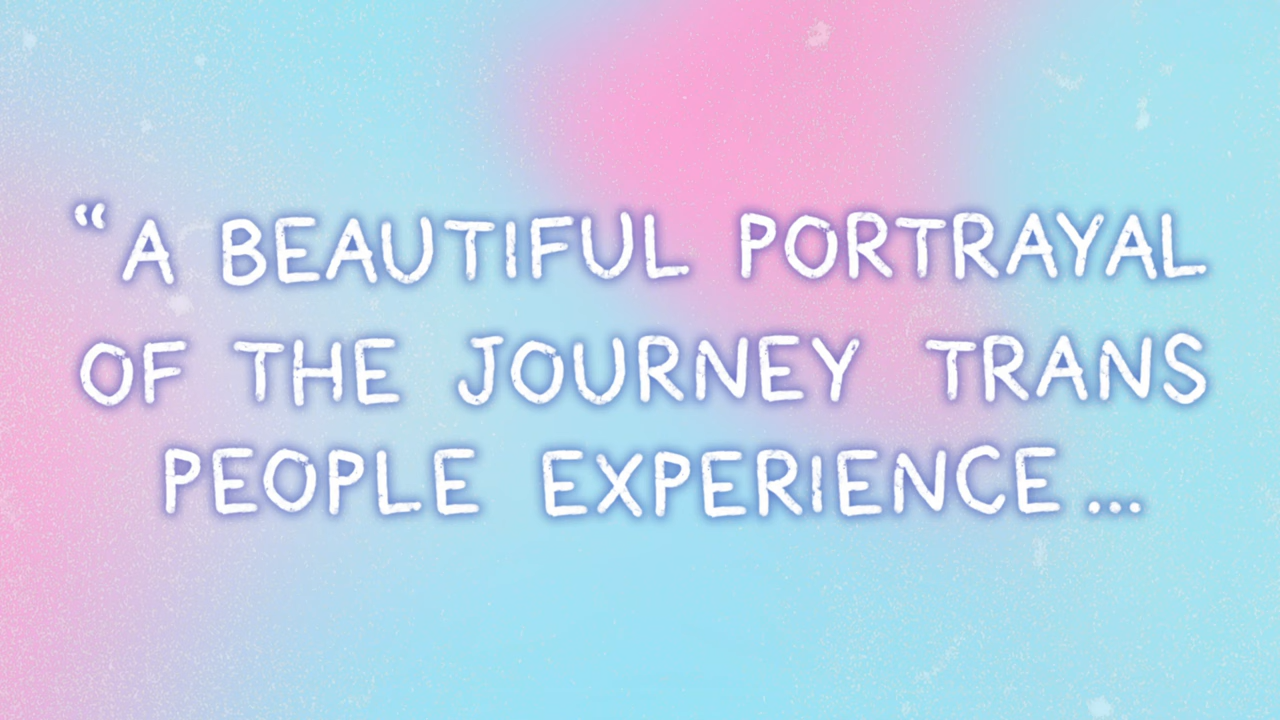 “A BEAUTIFUL PORTRAYAL
OF THE JOURNEY TRANS
PEOPLE EXPERIENCE...